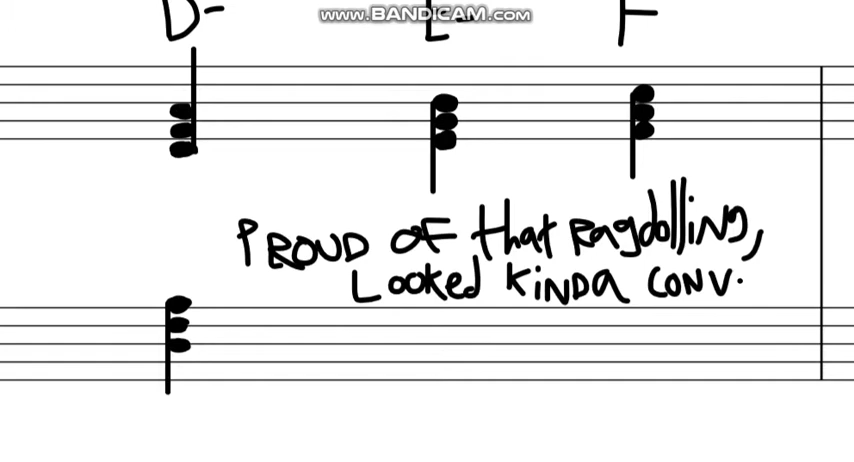 www.BANDICAM.com
D- E- F
PROUD OF that Ragdolling,
Looked KINDA CONV.